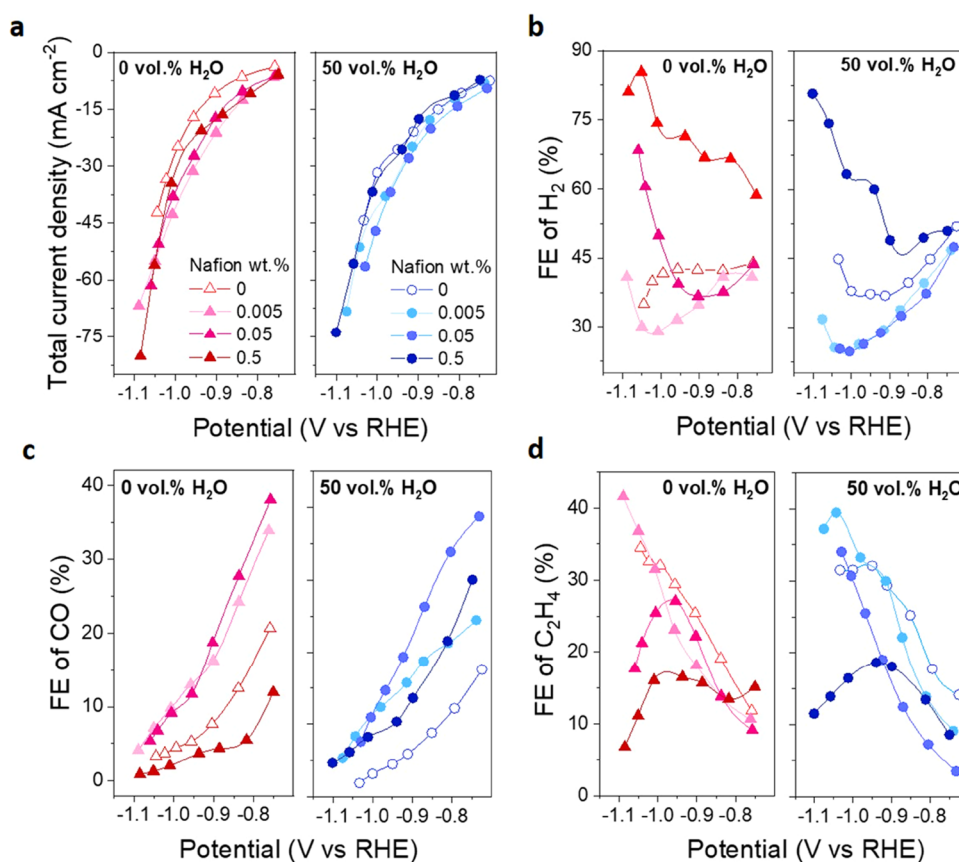 a
0 vol.% H₂O
50 vol.% H₂O
Total current density (mA cm⁻²)
0
-15
-30
-45
-60
-75
Nafion wt.%
0
0.005
0.05
0.5
Nafion wt.%
0
0.005
0.05
0.5
-1.1 -1.0 -0.9 -0.8
-1.1 -1.0 -0.9 -0.8
Potential (V vs RHE)
b
0 vol.% H₂O
50 vol.% H₂O
FE of H₂ (%)
90
75
60
45
30
-1.1 -1.0 -0.9 -0.8
-1.1 -1.0 -0.9 -0.8
Potential (V vs RHE)
c
0 vol.% H₂O
50 vol.% H₂O
FE of CO (%)
40
30
20
10
0
-1.1 -1.0 -0.9 -0.8
-1.1 -1.0 -0.9 -0.8
Potential (V vs RHE)
d
0 vol.% H₂O
50 vol.% H₂O
FE of C₂H₄ (%)
40
30
20
10
0
-1.1 -1.0 -0.9 -0.8
-1.1 -1.0 -0.9 -0.8
Potential (V vs RHE)